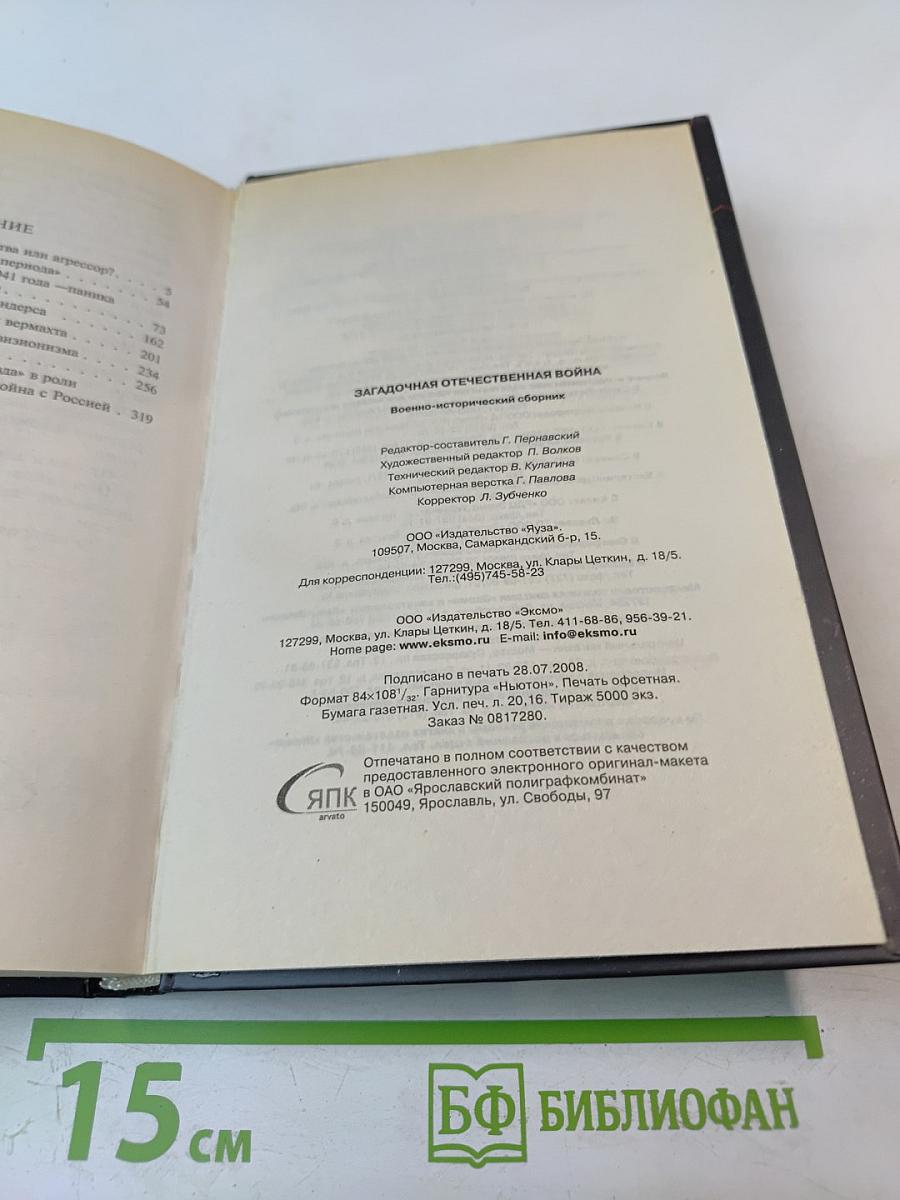 НИЕ
тва или агрессор?. . . . 5
периода» . . . . . . . 54
941 года —паника
. . . . . . . . . 73
ндерса . . . . . . . . 162
вермахта . . . . . . . 201
визионизма . . . . . . 234
. . . . . . . . . 256
да» в роли
ойна с Россией . 319
ЗАГАДОЧНАЯ ОТЕЧЕСТВЕННАЯ ВОЙНА
Военно-исторический сборник
Редактор-составитель Г. Пернавский
Художественный редактор П. Волков
Технический редактор В. Кулагина
Компьютерная верстка Г. Павлова
Корректор Л. Зубченко
ООО «Издательство «Яуза».
109507, Москва, Самаркандский б-р, 15.
Для корреспонденции: 127299, Москва, ул. Клары Цеткин, д. 18/5.
Тел.:(495)745-58-23
ООО «Издательство «Эксмо»
127299, Москва, ул. Клары Цеткин, д. 18/5. Тел. 411-68-86, 956-39-21.
Home page: www.eksmo.ru E-mail: info@eksmo.ru
Подписано в печать 28.07.2008.
Формат 84×108 1/32. Гарнитура «Ньютон». Печать офсетная.
Бумага газетная. Усл. печ. л. 20,16. Тираж 5000 экз.
Заказ № 0817280.
Отпечатано в полном соответствии с качеством
предоставленного электронного оригинал-макета
в ОАО «Ярославский полиграфкомбинат»
150049, Ярославль, ул. Свободы, 97
ЯПК
arvato
15 см
БФ БИБЛИОФАН